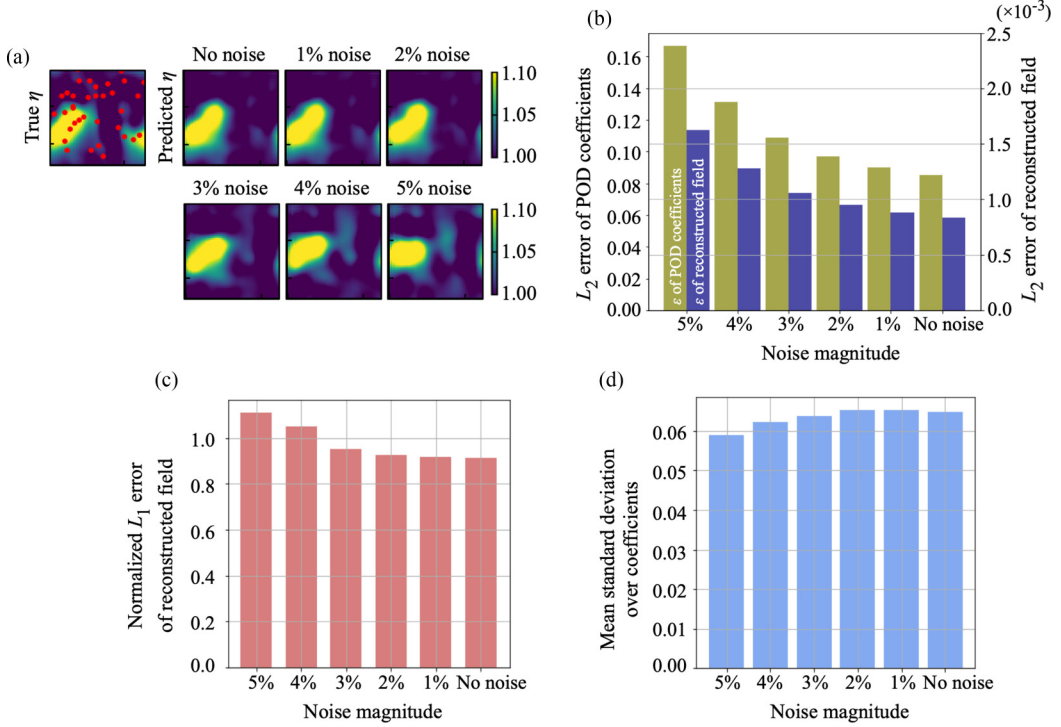 (a)
True η
Predicted η
No noise
1% noise
2% noise
1.10
1.05
1.00
3% noise
4% noise
5% noise
1.10
1.05
1.00
(b)
(×10⁻³)
L₂ error of POD coefficients
0.16
0.14
0.12
0.10
0.08
0.06
0.04
0.02
0.00
ε of POD coefficients
ε of reconstructed field
2.5
2.0
1.5
1.0
0.5
0.0
L₂ error of reconstructed field
5% 4% 3% 2% 1% No noise
Noise magnitude
(c)
Normalized L₁ error
of reconstructed field
1.0
0.8
0.6
0.4
0.2
0.0
5% 4% 3% 2% 1% No noise
Noise magnitude
(d)
Mean standard deviation
over coefficients
0.06
0.05
0.04
0.03
0.02
0.01
0.00
5% 4% 3% 2% 1% No noise
Noise magnitude